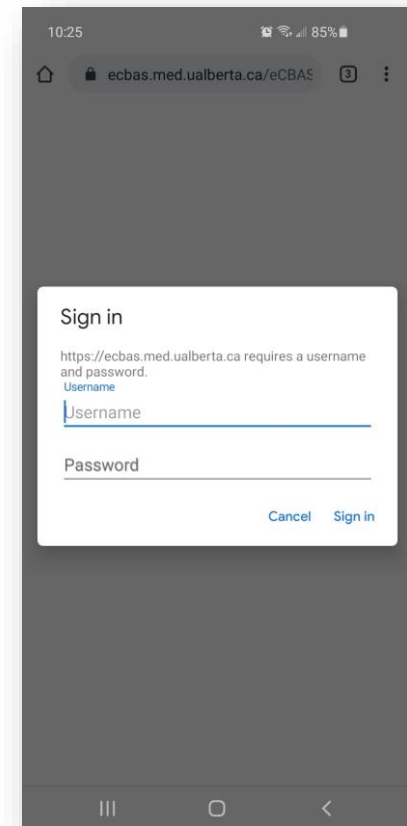 10:25
85%
ecbas.med.ualberta.ca/eCBAS
3
Sign in
https://ecbas.med.ualberta.ca requires a username
and password.
Username
Username
Password
Cancel Sign in